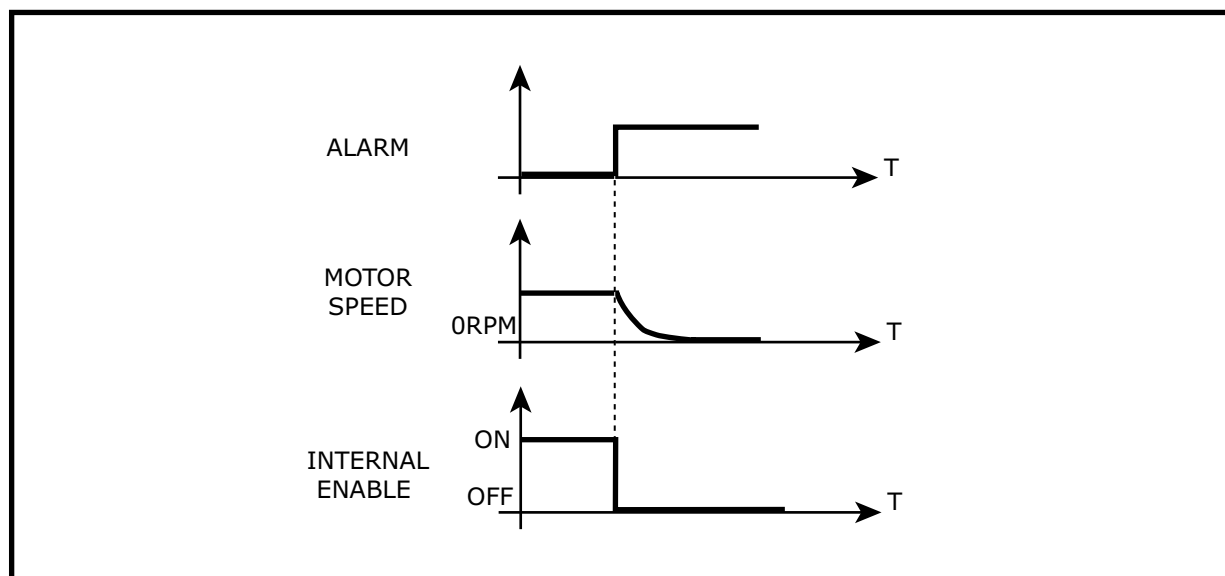 ALARM
T
MOTOR
SPEED
0RPM
T
ON
INTERNAL
ENABLE
OFF
T